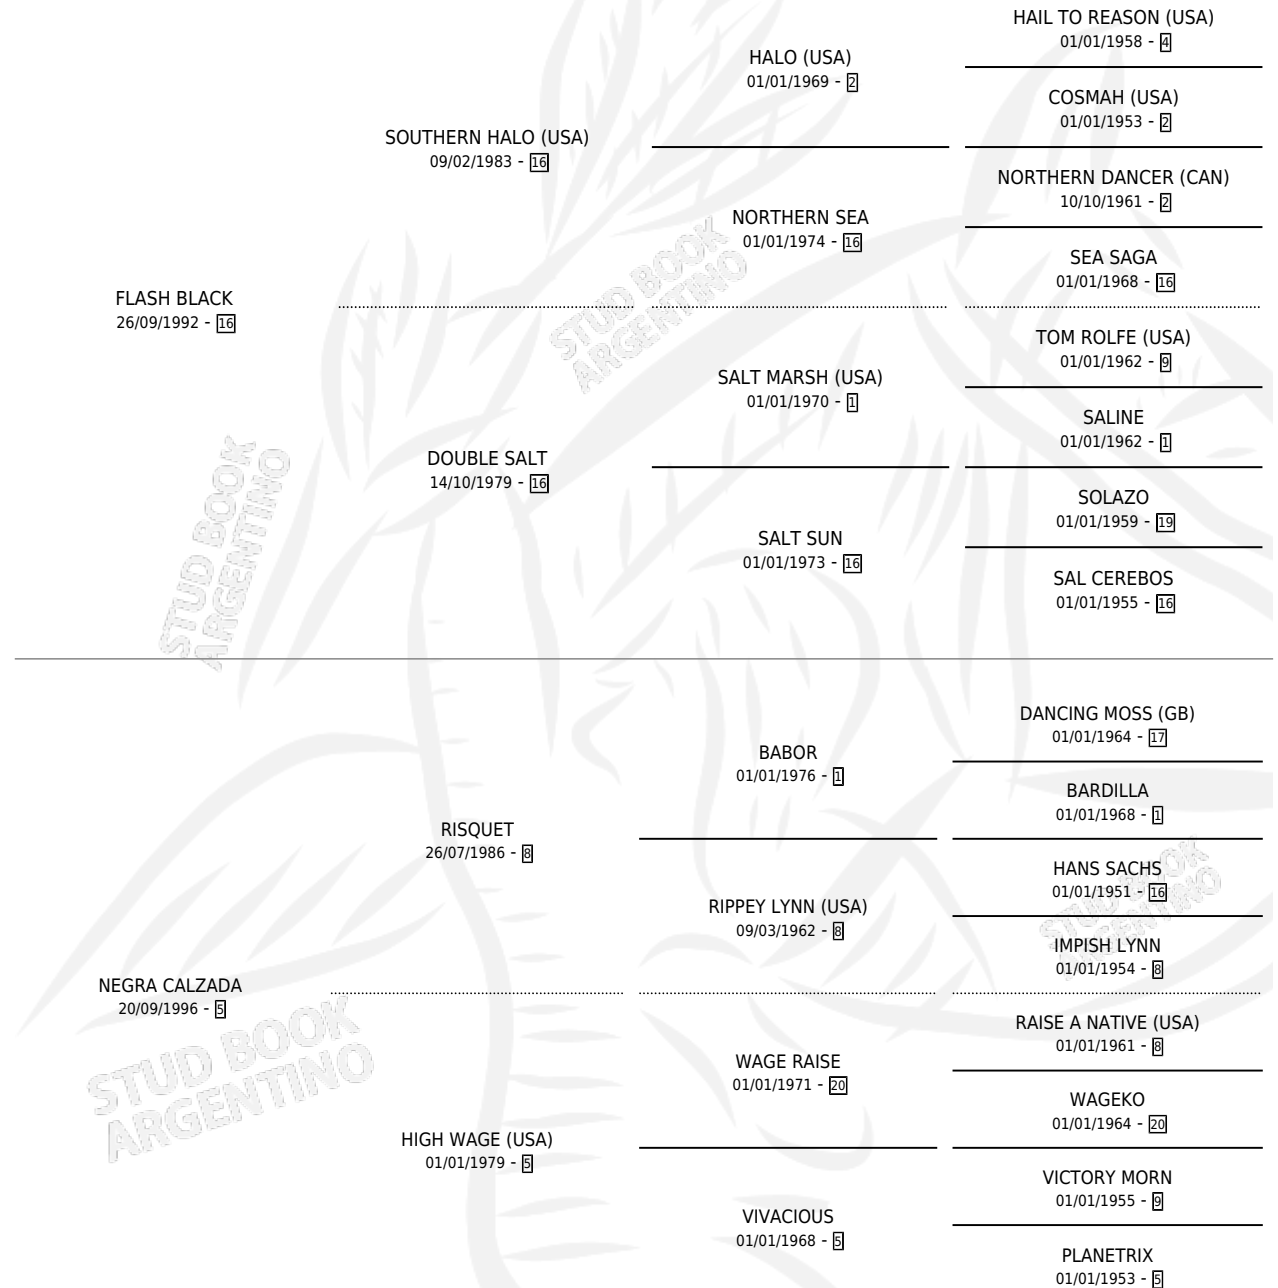 HAIL TO REASON (USA)
01/01/1958 - 4
HALO (USA)
01/01/1969 - 2
COSMAH (USA)
01/01/1953 - 2
SOUTHERN HALO (USA)
09/02/1983 - 16
NORTHERN DANCER (CAN)
10/10/1961 - 2
NORTHERN SEA
01/01/1974 - 16
SEA SAGA
01/01/1968 - 16
FLASH BLACK
26/09/1992 - 16
TOM ROLFE (USA)
01/01/1962 - 9
SALT MARSH (USA)
01/01/1970 - 1
SALINE
01/01/1962 - 1
DOUBLE SALT
14/10/1979 - 16
SOLAZO
01/01/1959 - 19
SALT SUN
01/01/1973 - 16
SAL CEREBOS
01/01/1955 - 16
DANCING MOSS (GB)
01/01/1964 - 17
BABOR
01/01/1976 - 1
BARDILLA
01/01/1968 - 1
RISQUET
26/07/1986 - 8
HANS SACHS
01/01/1951 - 16
RIPPEY LYNN (USA)
09/03/1962 - 8
IMPISH LYNN
01/01/1954 - 8
NEGRA CALZADA
20/09/1996 - 5
RAISE A NATIVE (USA)
01/01/1961 - 8
WAGE RAISE
01/01/1971 - 20
WAGEKO
01/01/1964 - 20
HIGH WAGE (USA)
01/01/1979 - 5
VICTORY MORN
01/01/1955 - 9
VIVACIOUS
01/01/1968 - 5
PLANETRIX
01/01/1953 - 5
STUD BOOK
ARGENTINO
STUD BOOK
ARGENTINO
STUD BOOK
ARGENTINO
STUD BOOK
ARGENTINO